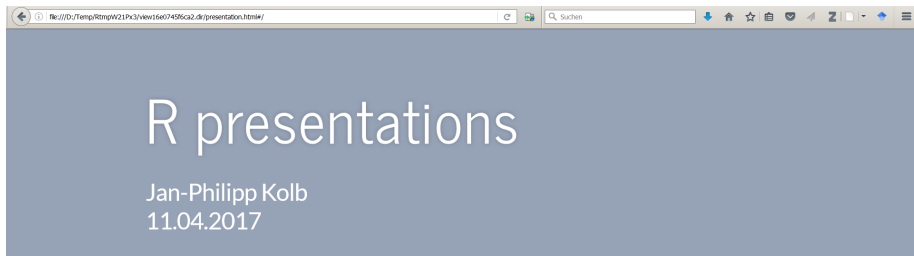 file:///D:/Temp/RtmpW21Px3/view16e0745f6ca2.dir/presentation.html#/
Suchen
R presentations
Jan-Philipp Kolb
11.04.2017